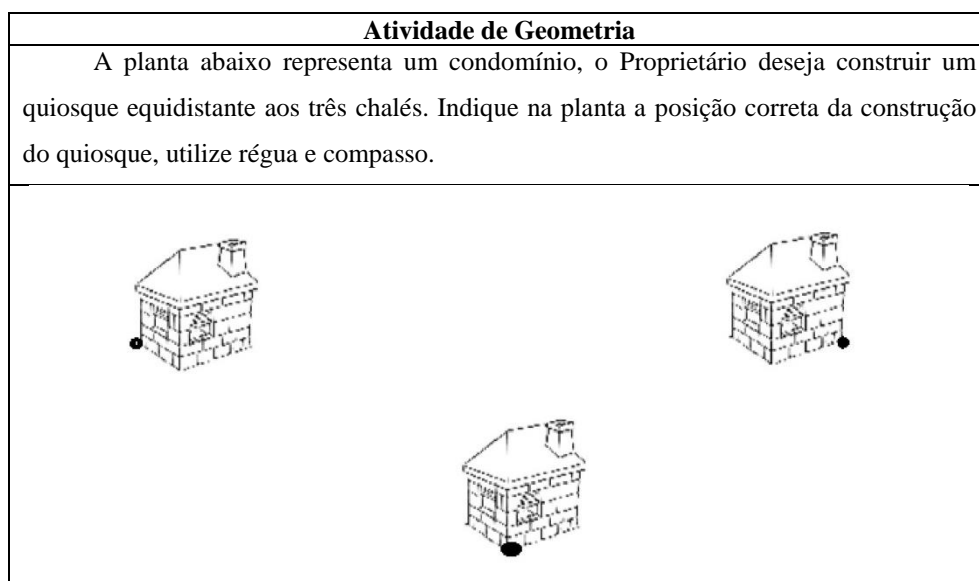 Atividade de Geometria
A planta abaixo representa um condomínio, o Proprietário deseja construir um
quiosque equidistante aos três chalés. Indique na planta a posição correta da construção
do quiosque, utilize régua e compasso.